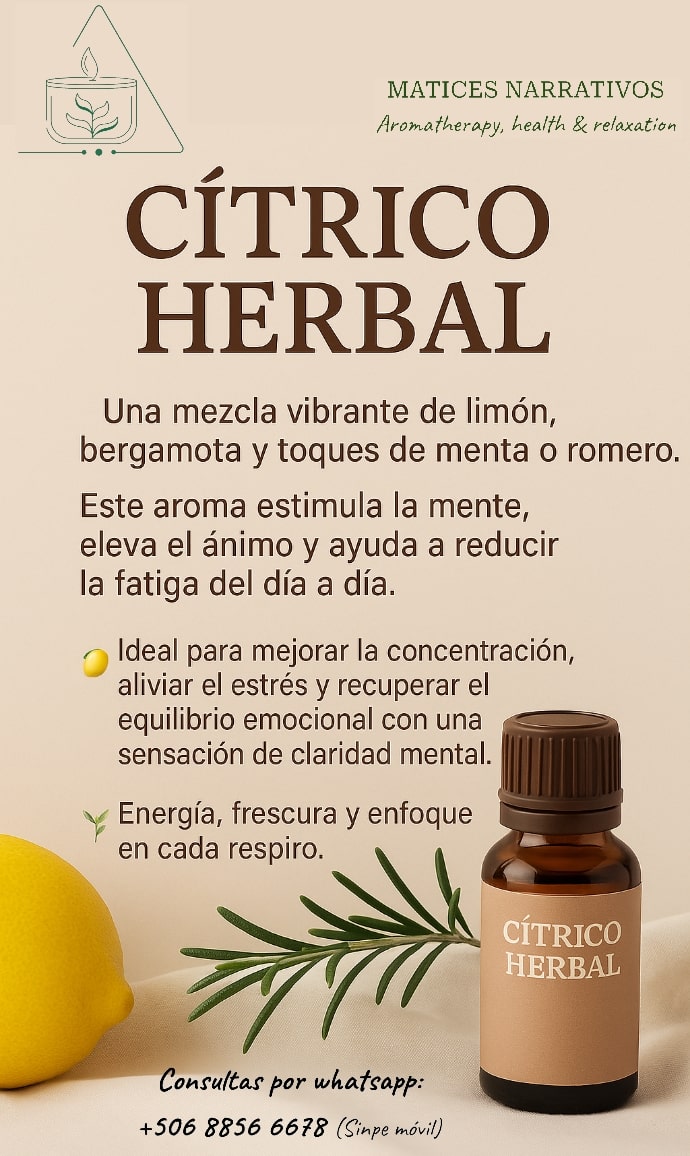 MATICES NARRATIVOS
Aromatherapy, health & relaxation
CÍTRICO
HERBAL
Una mezcla vibrante de limón,
bergamota y toques de menta o romero.
Este aroma estimula la mente,
eleva el ánimo y ayuda a reducir
la fatiga del día a día.
Ideal para mejorar la concentración,
aliviar el estrés y recuperar el
equilibrio emocional con una
sensación de claridad mental.
Energía, frescura y enfoque
en cada respiro.
CÍTRICO
HERBAL
Consultas por whatsapp:
+506 8856 6678 (Sinpe móvil)